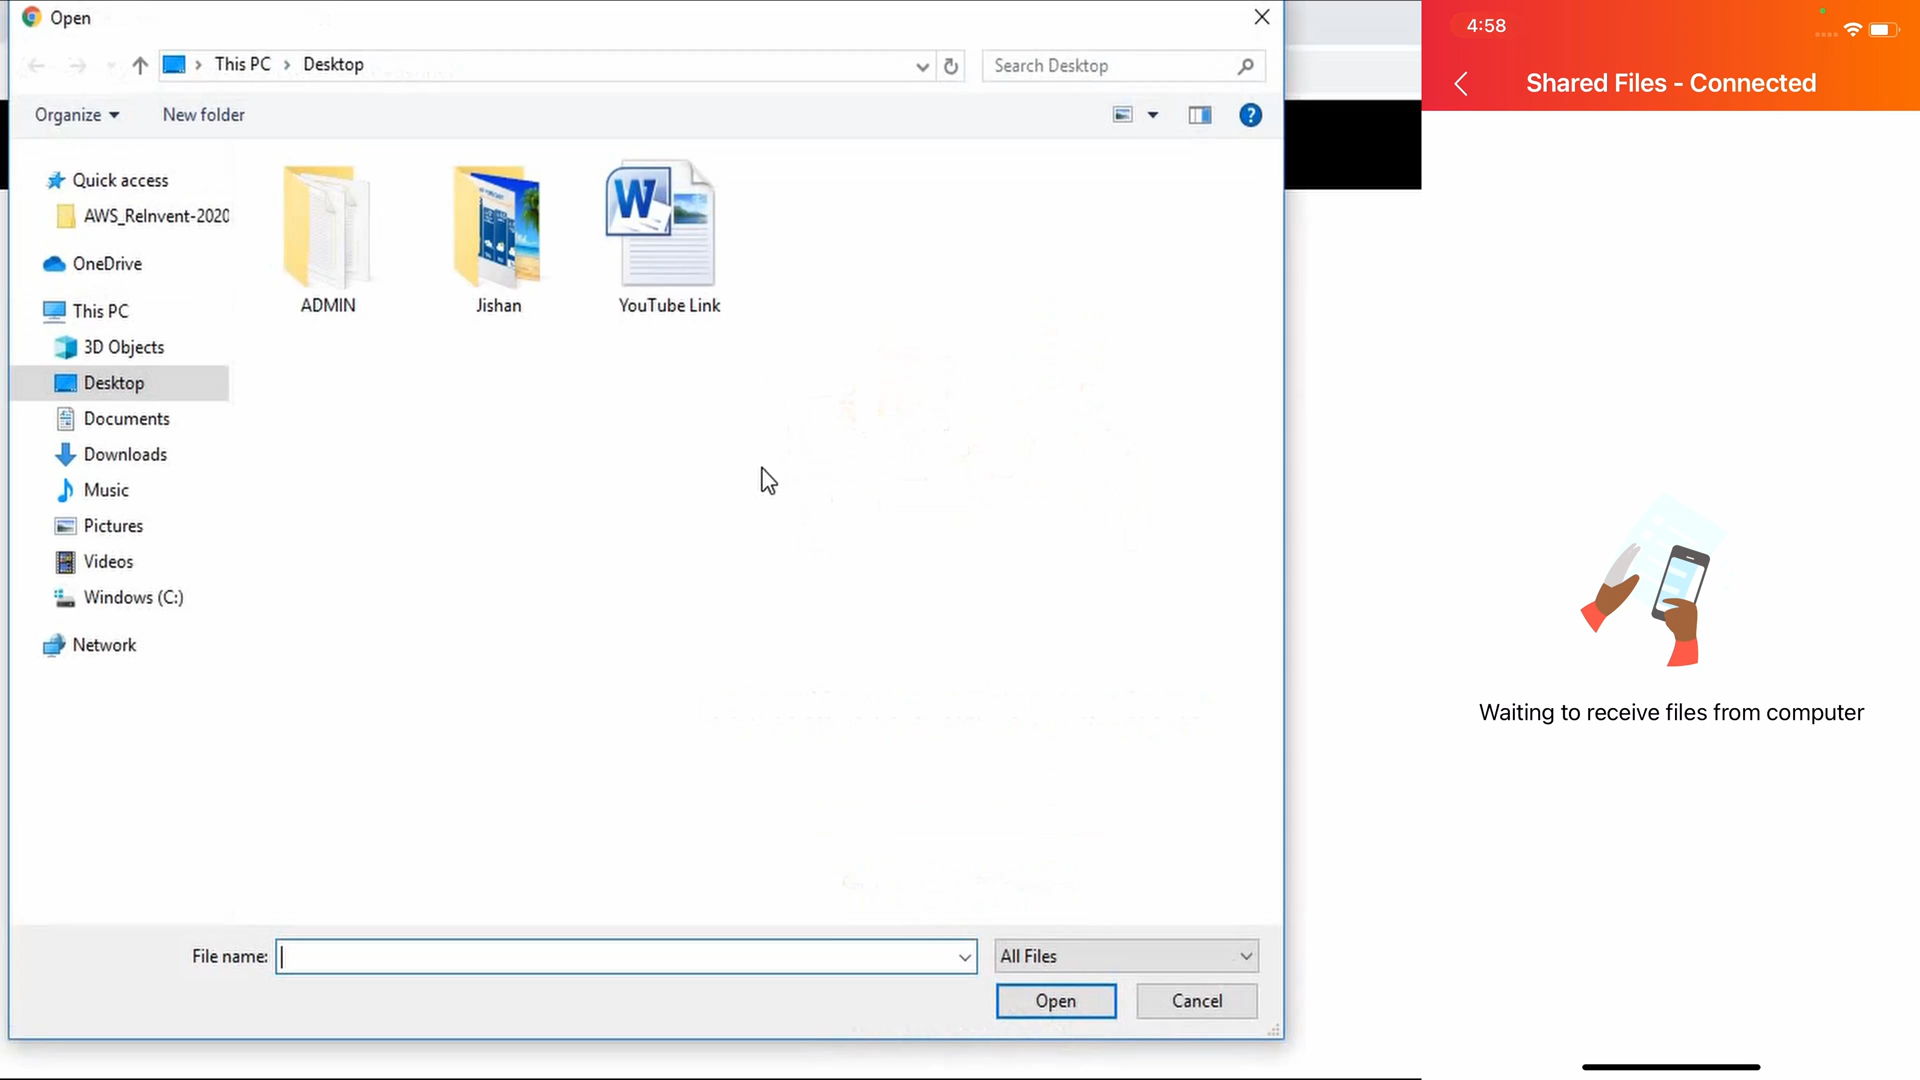 Open
This PC > Desktop
Search Desktop
Organize
New folder
?
Quick access
AWS_ReInvent-2020
OneDrive
This PC
3D Objects
Desktop
Documents
Downloads
Music
Pictures
Videos
Windows (C:)
Network
ADMIN
Jishan
W
YouTube Link
File name:
All Files
Open
Cancel
4:58
Shared Files - Connected
Waiting to receive files from computer